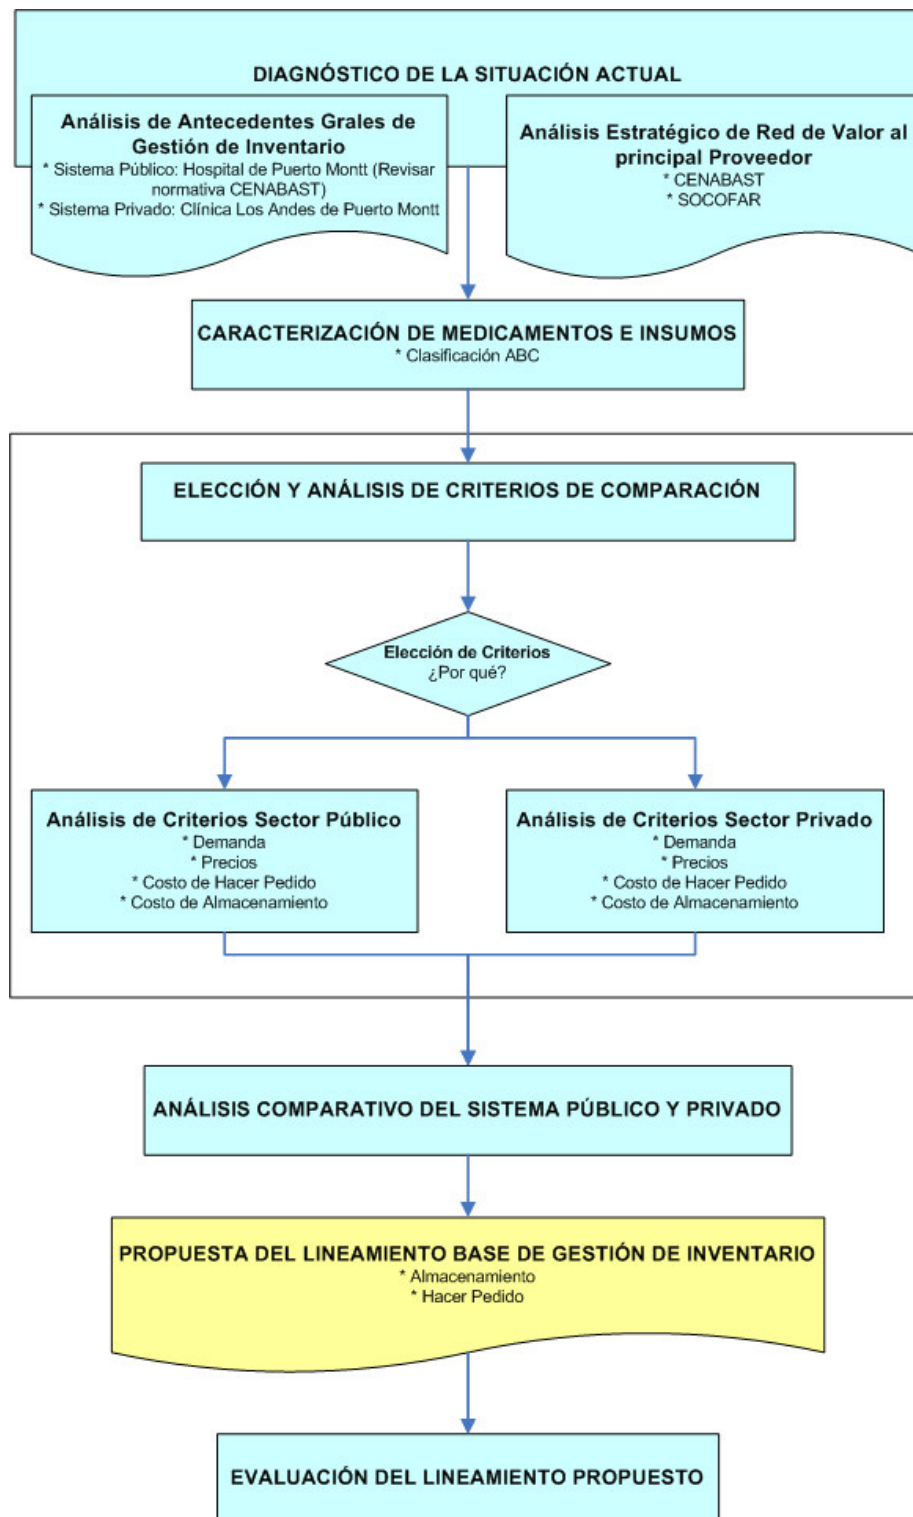 DIAGNÓSTICO DE LA SITUACIÓN ACTUAL
Análisis de Antecedentes Grales de
Gestión de Inventario
* Sistema Público: Hospital de Puerto Montt (Revisar
normativa CENABAST)
* Sistema Privado: Clínica Los Andes de Puerto Montt
Análisis Estratégico de Red de Valor al
principal Proveedor
* CENABAST
* SOCOFAR
CARACTERIZACIÓN DE MEDICAMENTOS E INSUMOS
* Clasificación ABC
ELECCIÓN Y ANÁLISIS DE CRITERIOS DE COMPARACIÓN
Elección de Criterios
¿Por qué?
Análisis de Criterios Sector Público
* Demanda
* Precios
* Costo de Hacer Pedido
* Costo de Almacenamiento
Análisis de Criterios Sector Privado
* Demanda
* Precios
* Costo de Hacer Pedido
* Costo de Almacenamiento
ANÁLISIS COMPARATIVO DEL SISTEMA PÚBLICO Y PRIVADO
PROPUESTA DEL LINEAMIENTO BASE DE GESTIÓN DE INVENTARIO
* Almacenamiento
* Hacer Pedido
EVALUACIÓN DEL LINEAMIENTO PROPUESTO